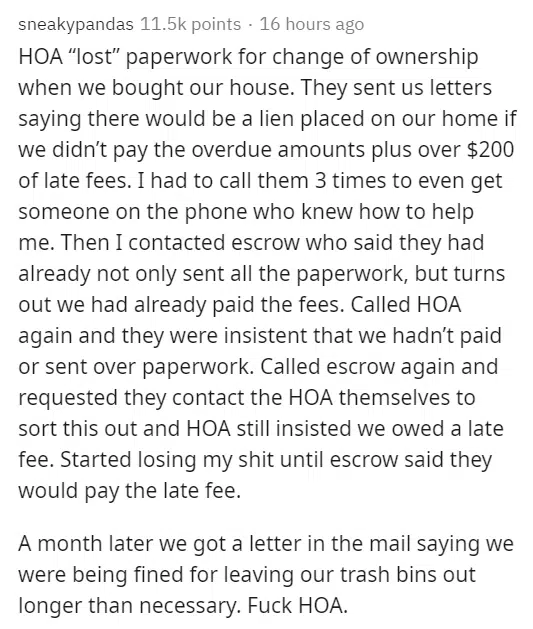 sneakypandas 11.5k points · 16 hours ago
HOA “lost” paperwork for change of ownership
when we bought our house. They sent us letters
saying there would be a lien placed on our home if
we didn’t pay the overdue amounts plus over $200
of late fees. I had to call them 3 times to even get
someone on the phone who knew how to help
me. Then I contacted escrow who said they had
already not only sent all the paperwork, but turns
out we had already paid the fees. Called HOA
again and they were insistent that we hadn’t paid
or sent over paperwork. Called escrow again and
requested they contact the HOA themselves to
sort this out and HOA still insisted we owed a late
fee. Started losing my shit until escrow said they
would pay the late fee.
A month later we got a letter in the mail saying we
were being fined for leaving our trash bins out
longer than necessary. Fuck HOA.